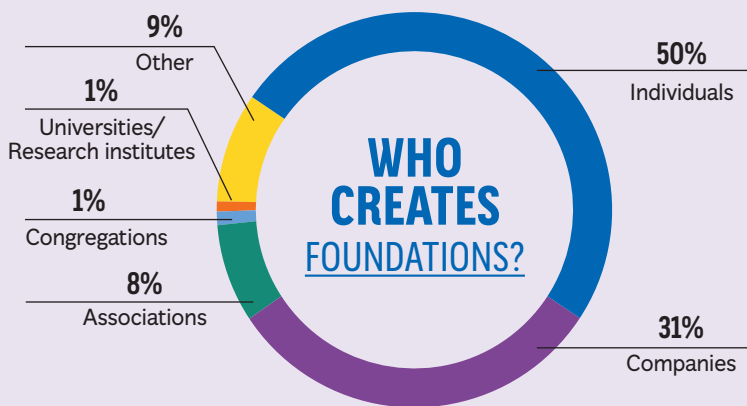 9%
Other
1%
Universities/
Research institutes
1%
Congregations
8%
Associations
WHO
CREATES
FOUNDATIONS?
50%
Individuals
31%
Companies